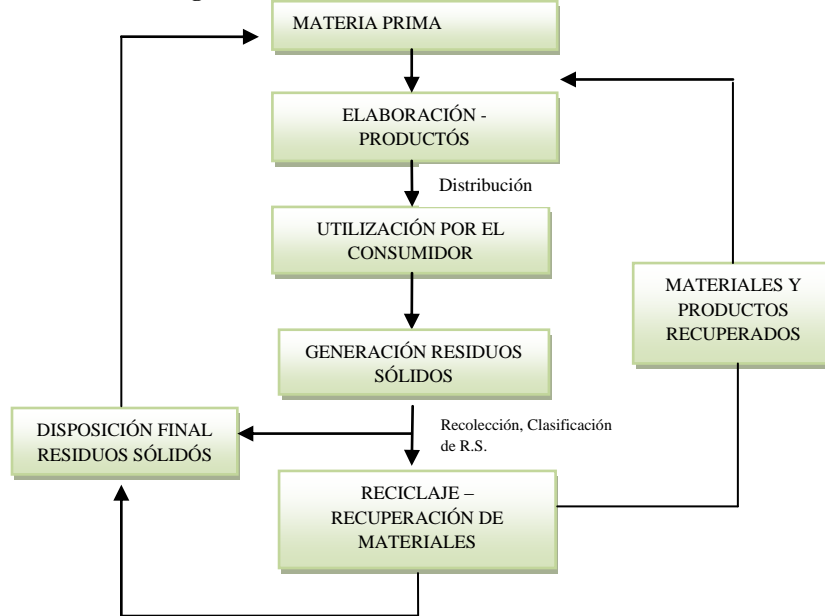 MATERIA PRIMA
ELABORACIÓN -
PRODUCTÓS
Distribución
UTILIZACIÓN POR EL
CONSUMIDOR
MATERIALES Y
PRODUCTOS
RECUPERADOS
GENERACIÓN RESIDUOS
SÓLIDOS
DISPOSICIÓN FINAL
RESIDUOS SÓLIDÓS
Recolección, Clasificación
de R.S.
RECICLAJE –
RECUPERACIÓN DE
MATERIALES